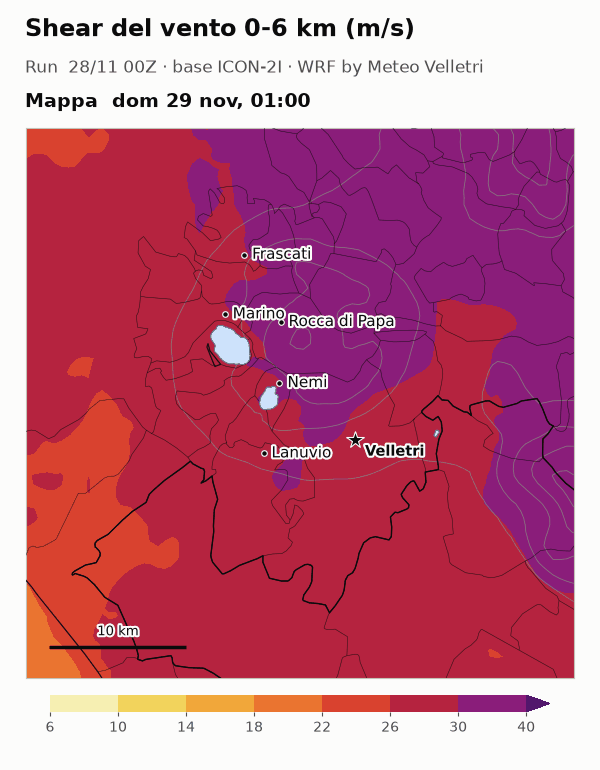 Shear del vento 0-6 km (m/s)
Run 28/11 00Z · base ICON-2I · WRF by Meteo Velletri
Mappa dom 29 nov, 01:00
Frascati
Marino
Rocca di Papa
Nemi
Velletri
Lanuvio
10 km
6 10 14 18 22 26 30 40